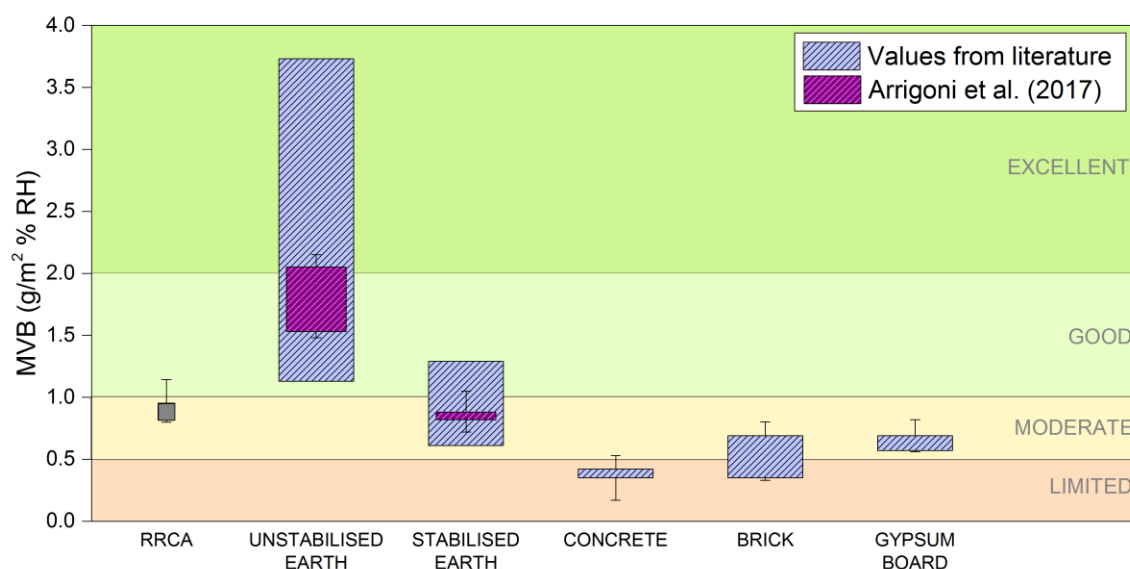 Values from literature
Arrigoni et al. (2017)
MVB (g/m² % RH)
4.0
3.5
3.0
2.5
2.0
1.5
1.0
0.5
0.0
EXCELLENT
GOOD
MODERATE
LIMITED
RRCA
UNSTABILISED
EARTH
STABILISED
EARTH
CONCRETE
BRICK
GYPSUM
BOARD